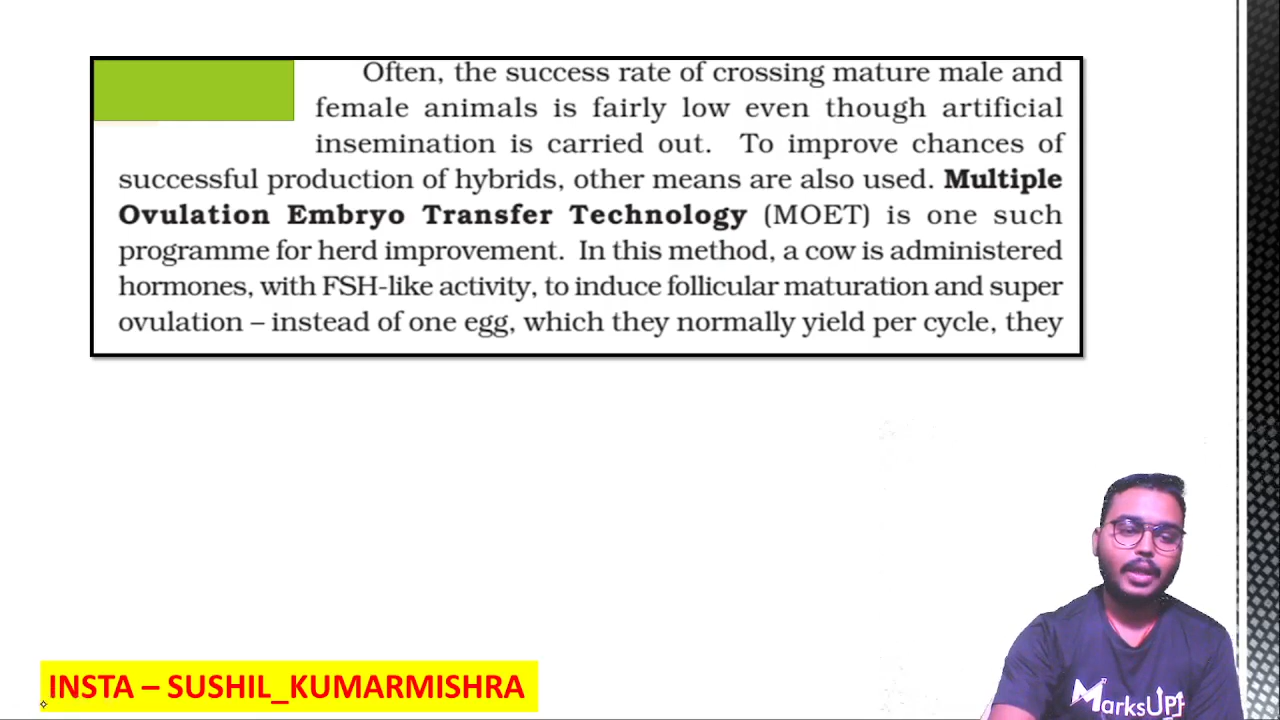 Often, the success rate of crossing mature male and
female animals is fairly low even though artificial
insemination is carried out. To improve chances of
successful production of hybrids, other means are also used. Multiple
Ovulation Embryo Transfer Technology (MOET) is one such
programme for herd improvement. In this method, a cow is administered
hormones, with FSH-like activity, to induce follicular maturation and super
ovulation – instead of one egg, which they normally yield per cycle, they
INSTA – SUSHIL_KUMARMISHRA
MarksUP